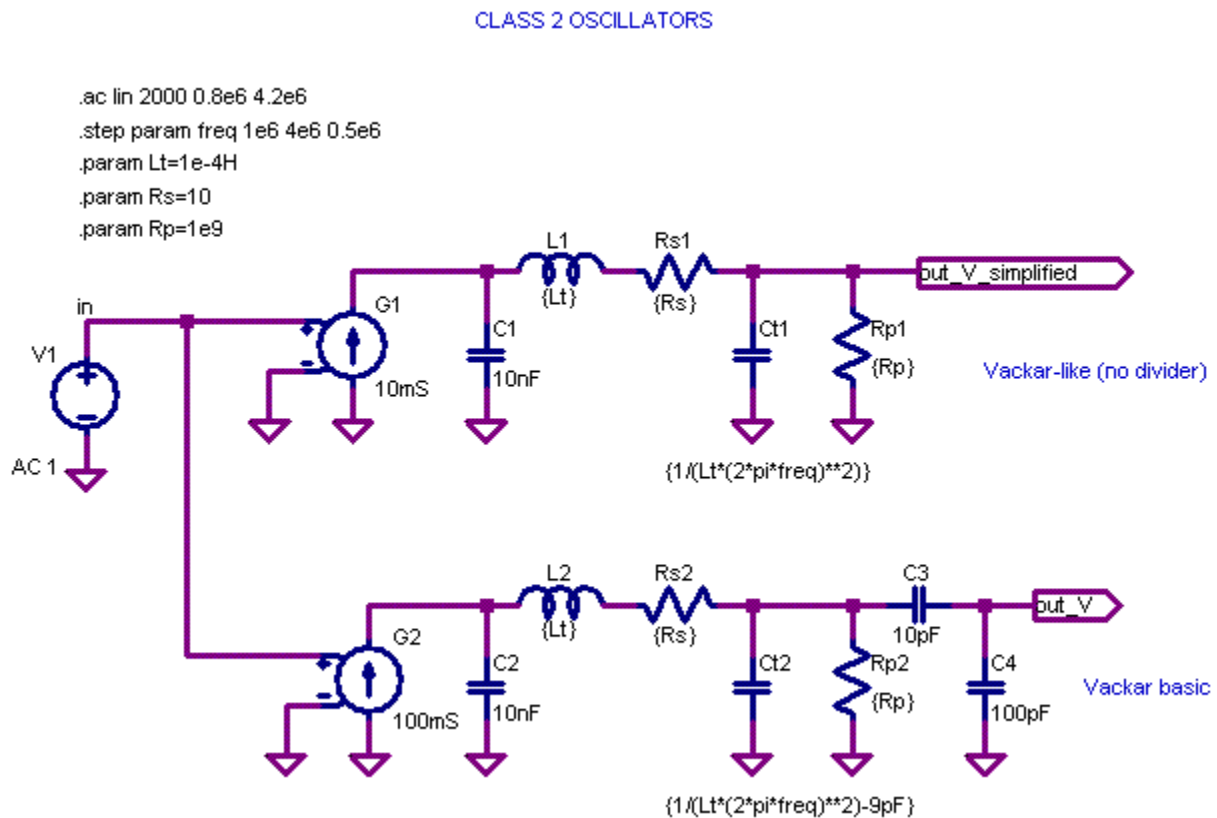 CLASS 2 OSCILLATORS
.ac lin 2000 0.8e6 4.2e6
.step param freq 1e6 4e6 0.5e6
.param Lt=1e-4H
.param Rs=10
.param Rp=1e9
L1
{Lt}
Rs1
{Rs}
out_V_simplified
in
G1
10mS
C1
10nF
Ct1
Rp1
{Rp}
V1
AC 1
Vackar-like (no divider)
{1/(Lt*(2*pi*freq)**2)}
L2
{Lt}
Rs2
{Rs}
C3
10pF
out_V
G2
100mS
C2
10nF
Ct2
Rp2
{Rp}
C4
100pF
Vackar basic
{1/(Lt*(2*pi*freq)**2)-9pF}